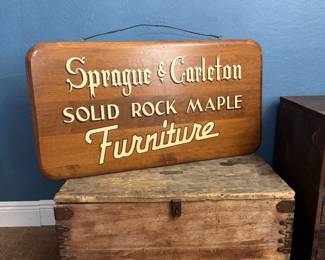 Sprague & Carleton
SOLID ROCK MAPLE
Furniture